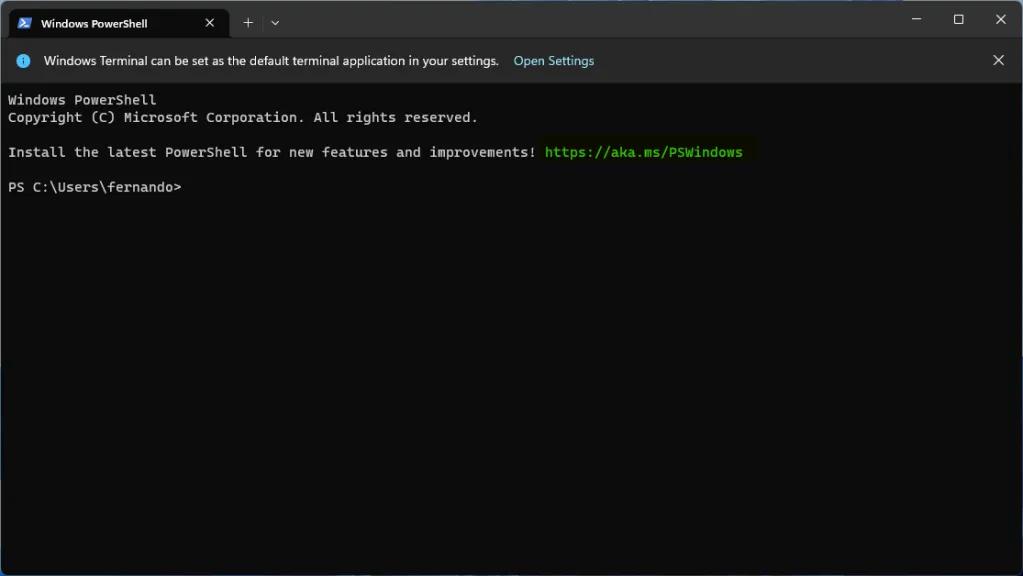 Windows PowerShell
Windows Terminal can be set as the default terminal application in your settings. Open Settings
Windows PowerShell
Copyright (C) Microsoft Corporation. All rights reserved.
Install the latest PowerShell for new features and improvements! https://aka.ms/PSWindows
PS C:\Users\fernando>